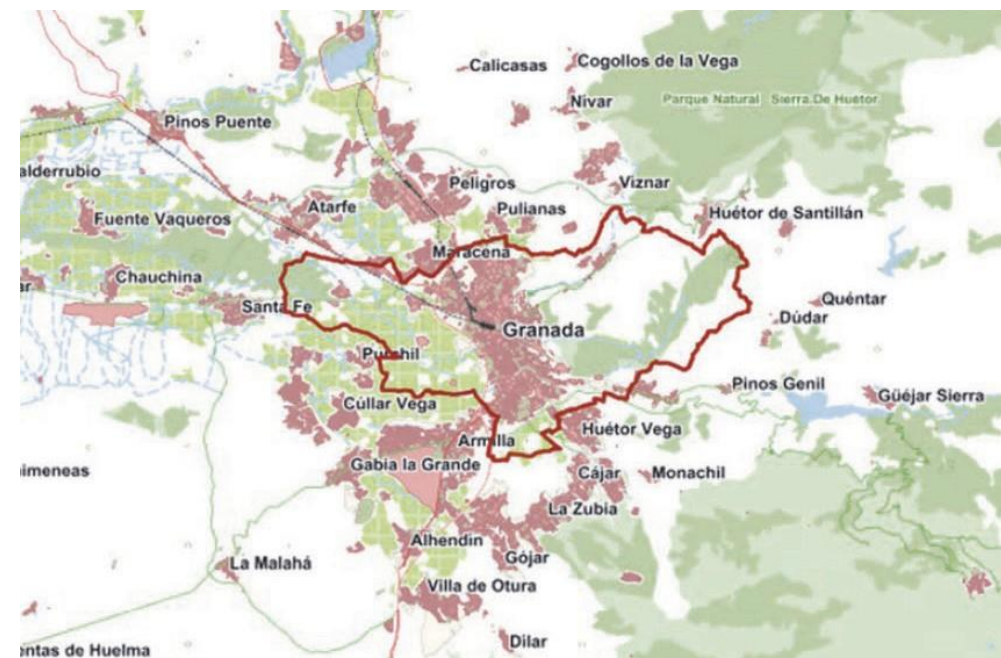 Calicasas
Cogollos de la Vega
Nívar
Parque Natural Sierra De Huétor
Pinos Puente
alderrubio
Peligros
Víznar
Atarfe
Pulianas
Huétor de Santillán
Fuente Vaqueros
Maracena
Chauchina
Santa Fe
Quéntar
Dúdar
Granada
Purchil
Pinos Genil
Güéjar Sierra
Cúllar Vega
Huétor Vega
Armilla
Gabia la Grande
imeneas
Cájar
Monachil
La Zubia
Alhendín
Gójar
La Malahá
Villa de Otura
Dílar
entas de Huelma